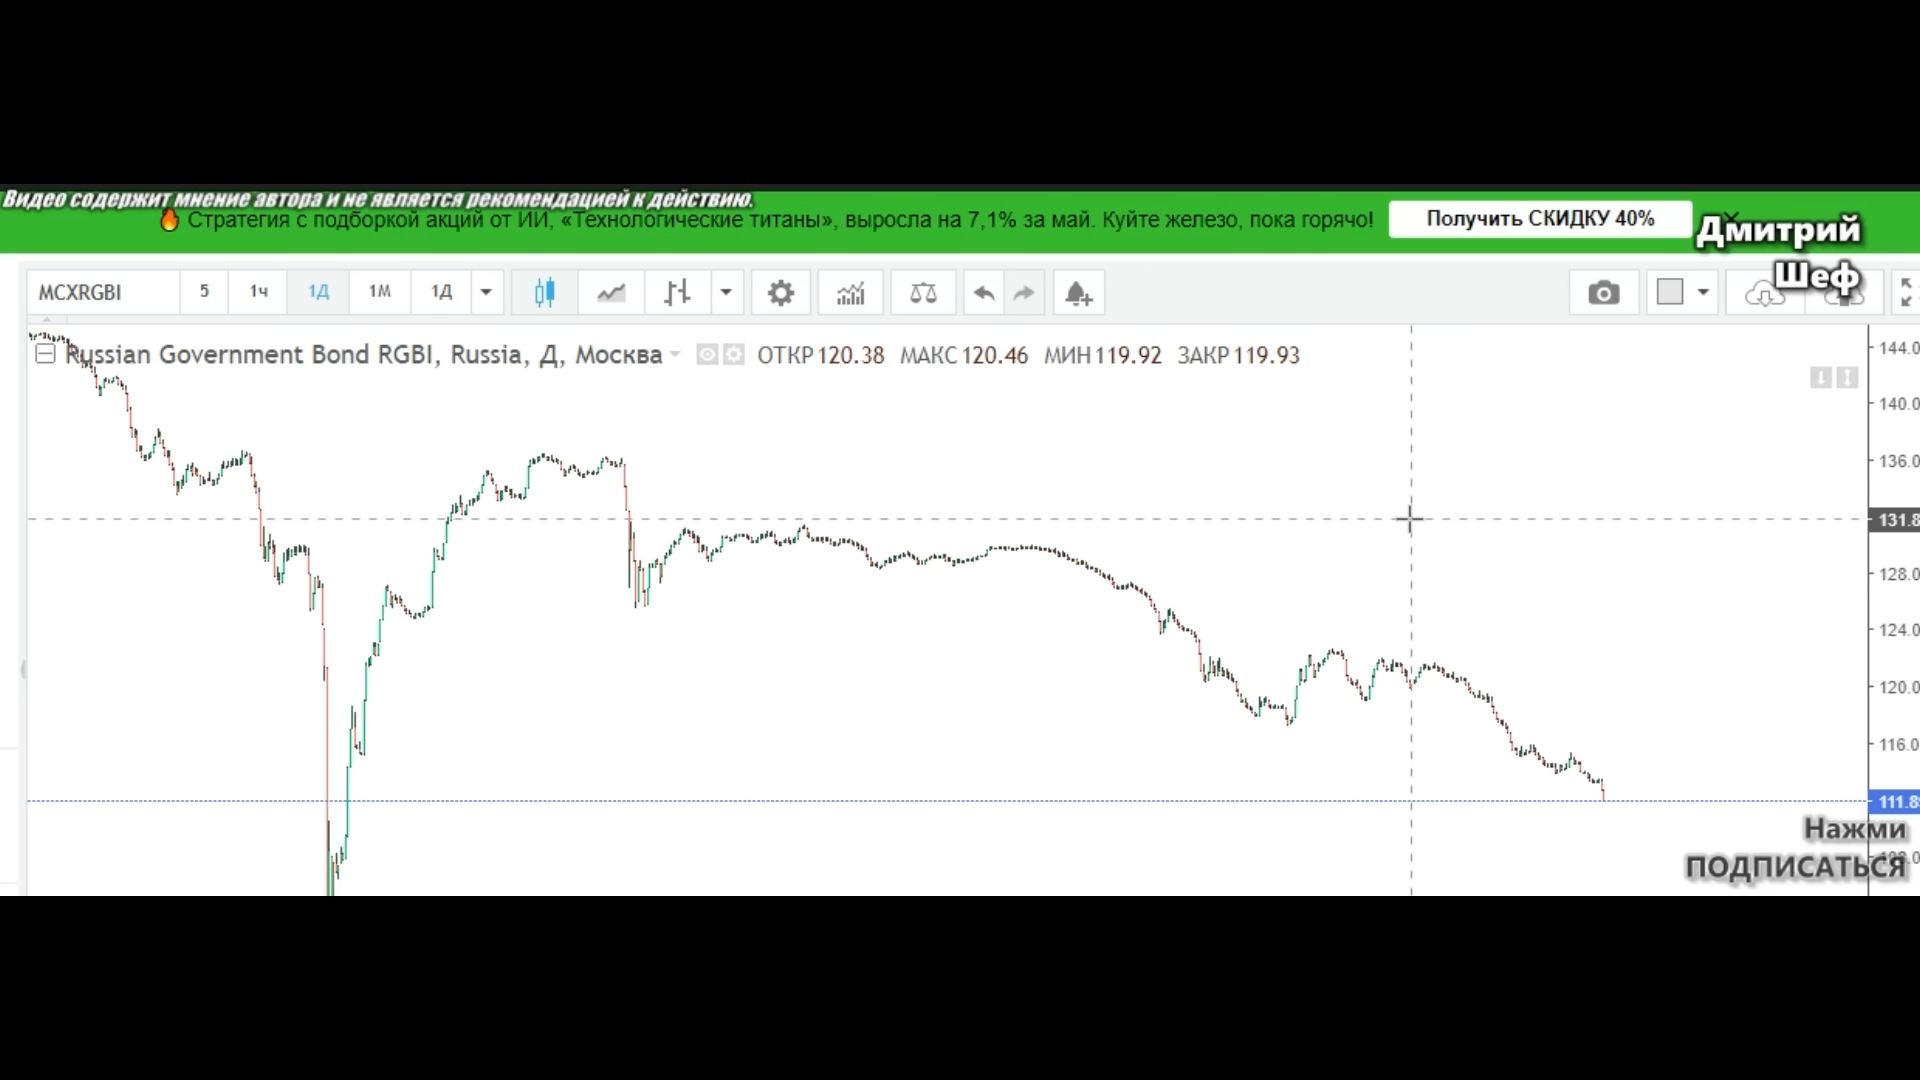 Видео содержит мнение автора и не является рекомендацией к действию.
Стратегия с подборкой акций от ИИ, «Технологические титаны», выросла на 7,1% за май. Куйте железо, пока горячо!
Получить СКИДКУ 40%
Дмитрий
Шеф
MCXRGBI 5 1ч 1Д 1М 1Д
Russian Government Bond RGBI, Russia, Д, Москва ОТКР 120.38 МАКС 120.46 МИН 119.92 ЗАКР 119.93
144.0
140.0
136.0
131.8
128.0
124.0
120.0
116.0
111.8
Нажми
ПОДПИСАТЬСЯ